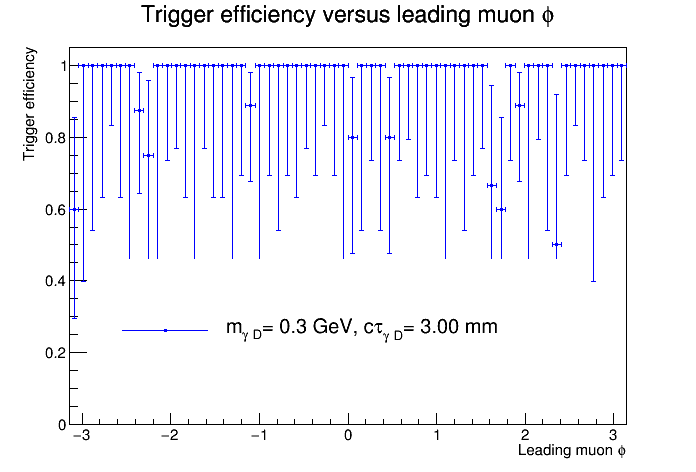 Trigger efficiency versus leading muon ϕ
Trigger efficiency
1
0.8
0.6
0.4
0.2
0
m_γ D= 0.3 GeV, cτ_γ D= 3.00 mm
−3 −2 −1 0 1 2 3
Leading muon ϕ